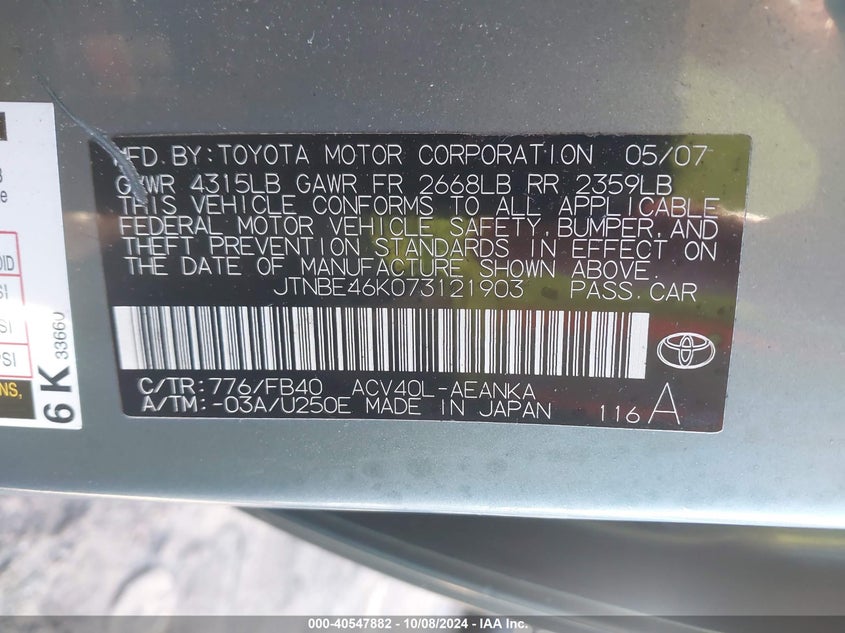 MFD. BY: TOYOTA MOTOR CORPORATION 05/07
GVWR 4315LB GAWR FR 2668LB RR 2359LB
THIS VEHICLE CONFORMS TO ALL APPLICABLE
FEDERAL MOTOR VEHICLE SAFETY, BUMPER, AND
THEFT PREVENTION STANDARDS IN EFFECT ON
THE DATE OF MANUFACTURE SHOWN ABOVE.
JTNBE46K073121903 PASS. CAR
C/TR: 776/FB40 ACV40L-AEANKA
A/TM: -03A/U250E MADE IN JAPAN 116 A
6 K 33660
000-40547882 - 10/08/2024 - IAA Inc.